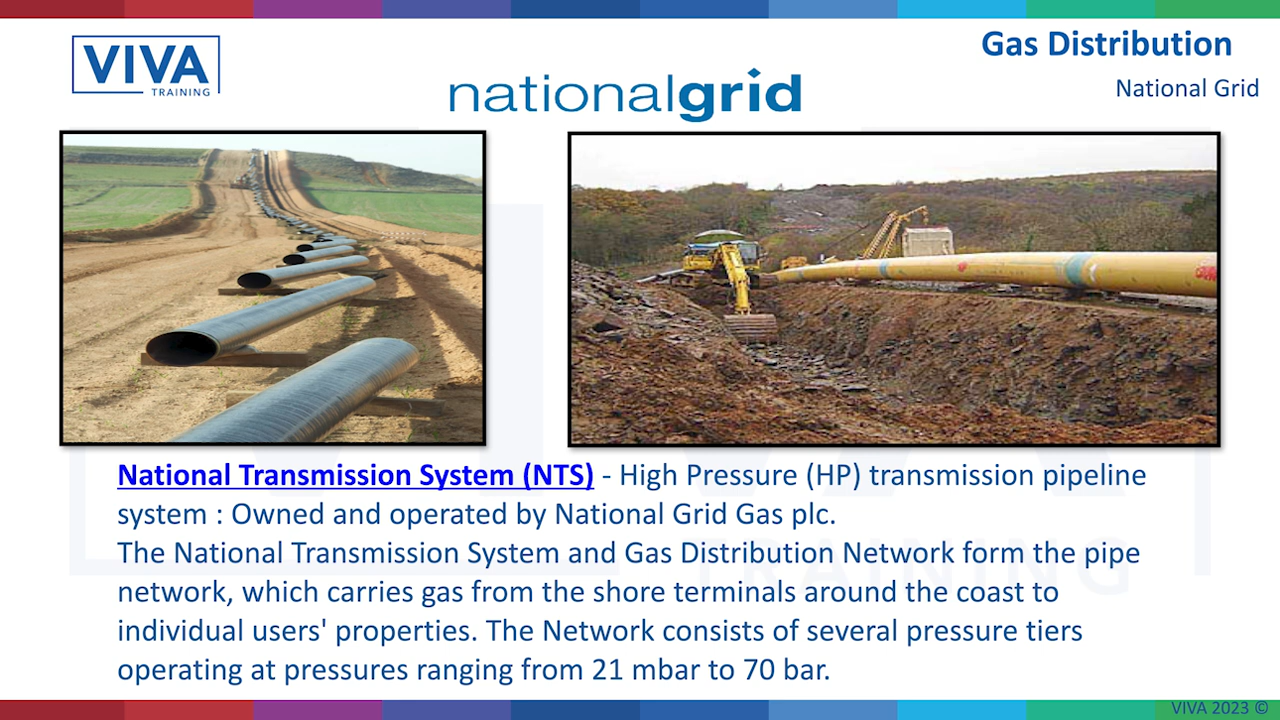 VIVA
TRAINING
Gas Distribution
National Grid
nationalgrid
National Transmission System (NTS) - High Pressure (HP) transmission pipeline
system : Owned and operated by National Grid Gas plc.
The National Transmission System and Gas Distribution Network form the pipe
network, which carries gas from the shore terminals around the coast to
individual users' properties. The Network consists of several pressure tiers
operating at pressures ranging from 21 mbar to 70 bar.
VIVA 2023 ©